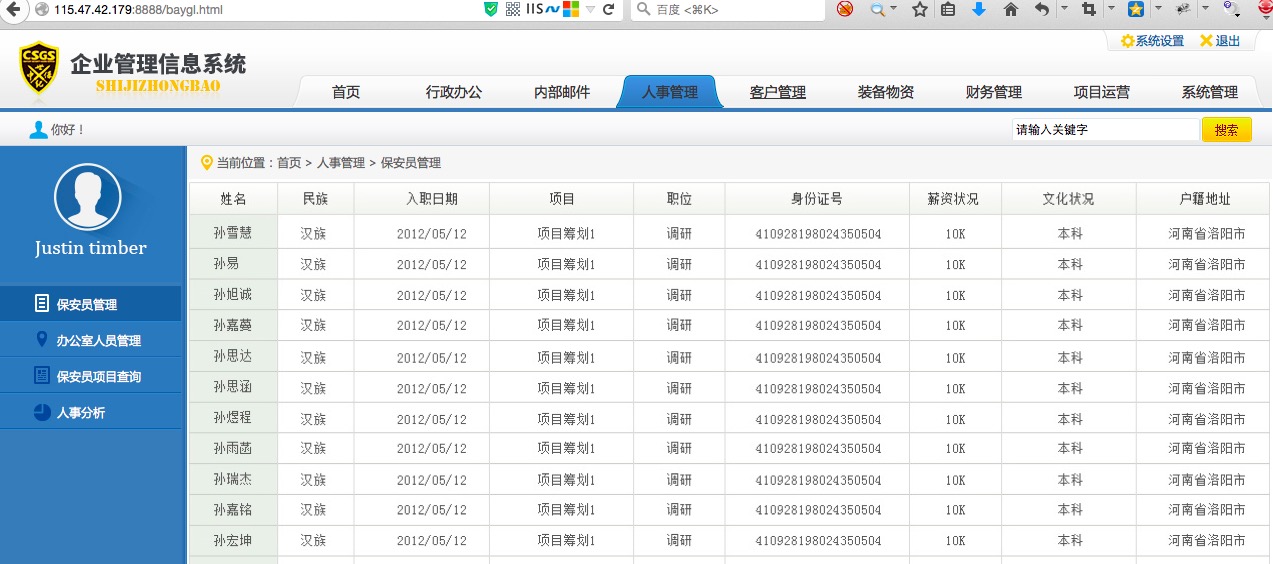 115.47.42.179:8888/baygl.html IIS 百度 <⌘K>
CSGS 企业管理信息系统
SHIJIZHONGBAO
系统设置 退出
首页 行政办公 内部邮件 人事管理 客户管理 装备物资 财务管理 项目运营 系统管理
你好！ 请输入关键字 搜索
当前位置：首页 > 人事管理 > 保安员管理
Justin timber
保安员管理
办公室人员管理
保安员项目查询
人事分析
姓名 民族 入职日期 项目 职位 身份证号 薪资状况 文化状况 户籍地址
孙雪慧 汉族 2012/05/12 项目筹划1 调研 410928198024350504 10K 本科 河南省洛阳市
孙易 汉族 2012/05/12 项目筹划1 调研 410928198024350504 10K 本科 河南省洛阳市
孙旭诚 汉族 2012/05/12 项目筹划1 调研 410928198024350504 10K 本科 河南省洛阳市
孙嘉 汉族 2012/05/12 项目筹划1 调研 410928198024350504 10K 本科 河南省洛阳市
孙思达 汉族 2012/05/12 项目筹划1 调研 410928198024350504 10K 本科 河南省洛阳市
孙思涵 汉族 2012/05/12 项目筹划1 调研 410928198024350504 10K 本科 河南省洛阳市
孙煜程 汉族 2012/05/12 项目筹划1 调研 410928198024350504 10K 本科 河南省洛阳市
孙雨菡 汉族 2012/05/12 项目筹划1 调研 410928198024350504 10K 本科 河南省洛阳市
孙瑞杰 汉族 2012/05/12 项目筹划1 调研 410928198024350504 10K 本科 河南省洛阳市
孙嘉铭 汉族 2012/05/12 项目筹划1 调研 410928198024350504 10K 本科 河南省洛阳市
孙宏坤 汉族 2012/05/12 项目筹划1 调研 410928198024350504 10K 本科 河南省洛阳市